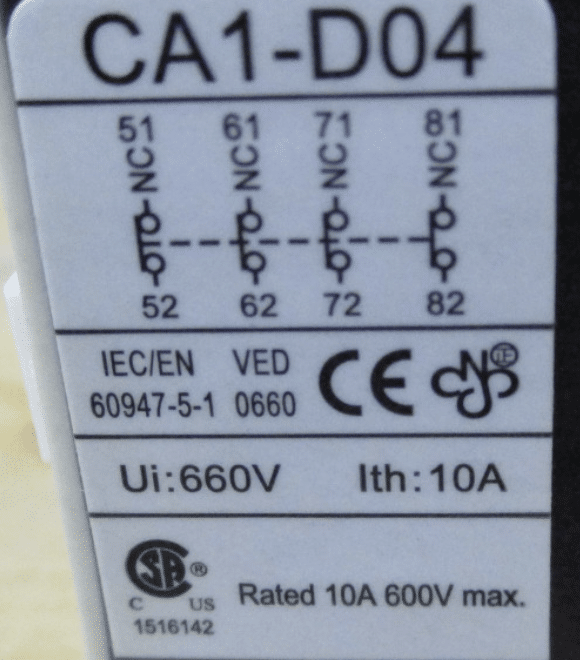 CA1-D04
51 61 71 81
NC NC NC NC
52 62 72 82
IEC/EN VED CE
60947-5-1 0660
Ui:660V Ith:10A
SA ®
C US
1516142
Rated 10A 600V max.